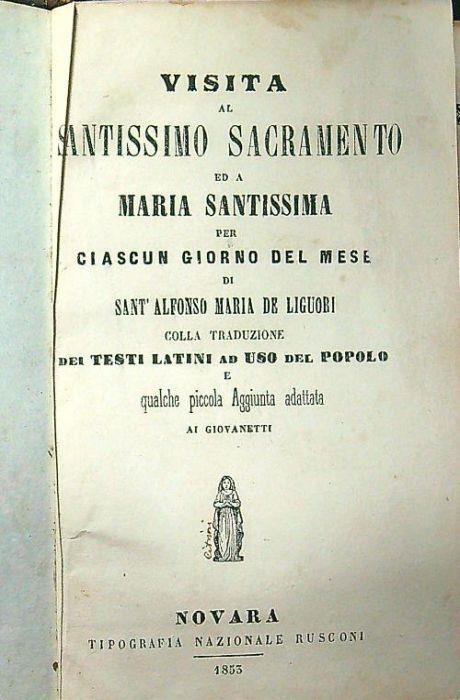 VISITA
AL
SANTISSIMO SACRAMENTO
ED A
MARIA SANTISSIMA
PER
CIASCUN GIORNO DEL MESE
DI
SANT' ALFONSO MARIA DE LIGUORI
COLLA TRADUZIONE
DEI TESTI LATINI AD USO DEL POPOLO
E
qualche piccola Aggiunta adattata
AI GIOVANETTI
NOVARA
TIPOGRAFIA NAZIONALE RUSCONI
1853